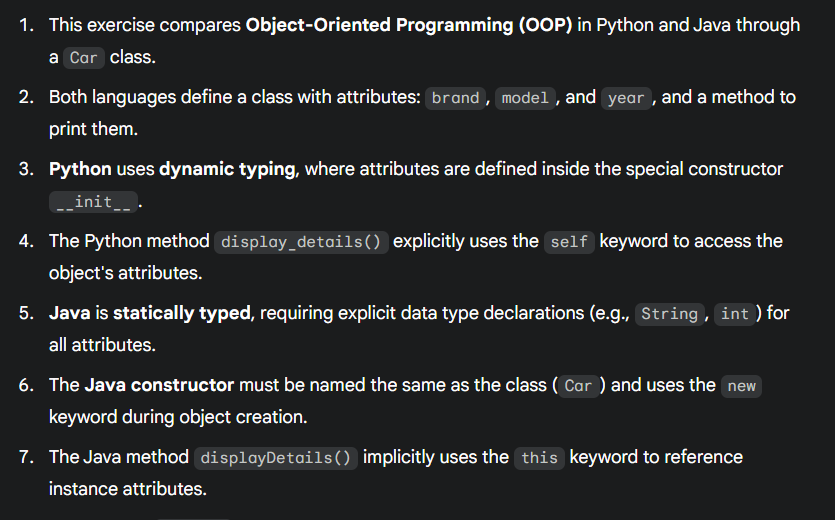 1. This exercise compares Object-Oriented Programming (OOP) in Python and Java through
a Car class.
2. Both languages define a class with attributes: brand, model, and year, and a method to
print them.
3. Python uses dynamic typing, where attributes are defined inside the special constructor
__init__.
4. The Python method display_details() explicitly uses the self keyword to access the
object's attributes.
5. Java is statically typed, requiring explicit data type declarations (e.g., String, int) for
all attributes.
6. The Java constructor must be named the same as the class (Car) and uses the new
keyword during object creation.
7. The Java method displayDetails() implicitly uses the this keyword to reference
instance attributes.